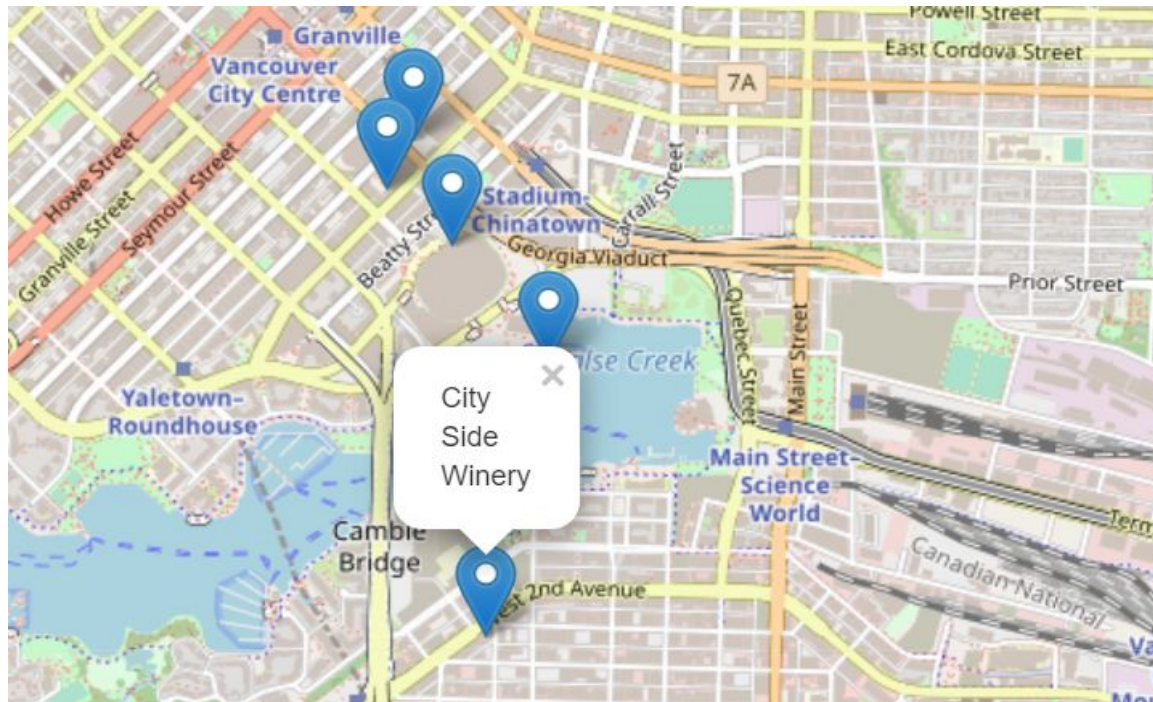 Powell Street
Granville
East Cordova Street
Vancouver
City Centre
7A
Howe Street
Seymour Street
Granville Street
Stadium-
Chinatown
Carrall Street
Beatty
Georgia Viaduct
Prior Street
Quebec Street
Main Street
Creek
Yaletown–
Roundhouse
×
City
Side
Winery
Main Street–
Science
World
Cambie
Bridge
Canadian National
2nd Avenue